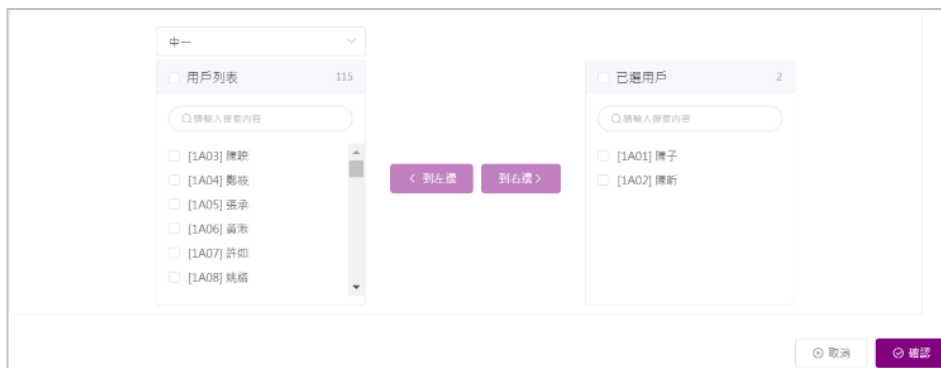 中一
用戶列表 115
請輸入搜索內容
[1A03] 陳映
[1A04] 鄭筱
[1A05] 張承
[1A06] 黃
[1A07] 許如
[1A08] 姚
到左邊
到右邊
已選用戶 2
請輸入搜索內容
[1A01] 陳子
[1A02] 陳昕
取消
確認